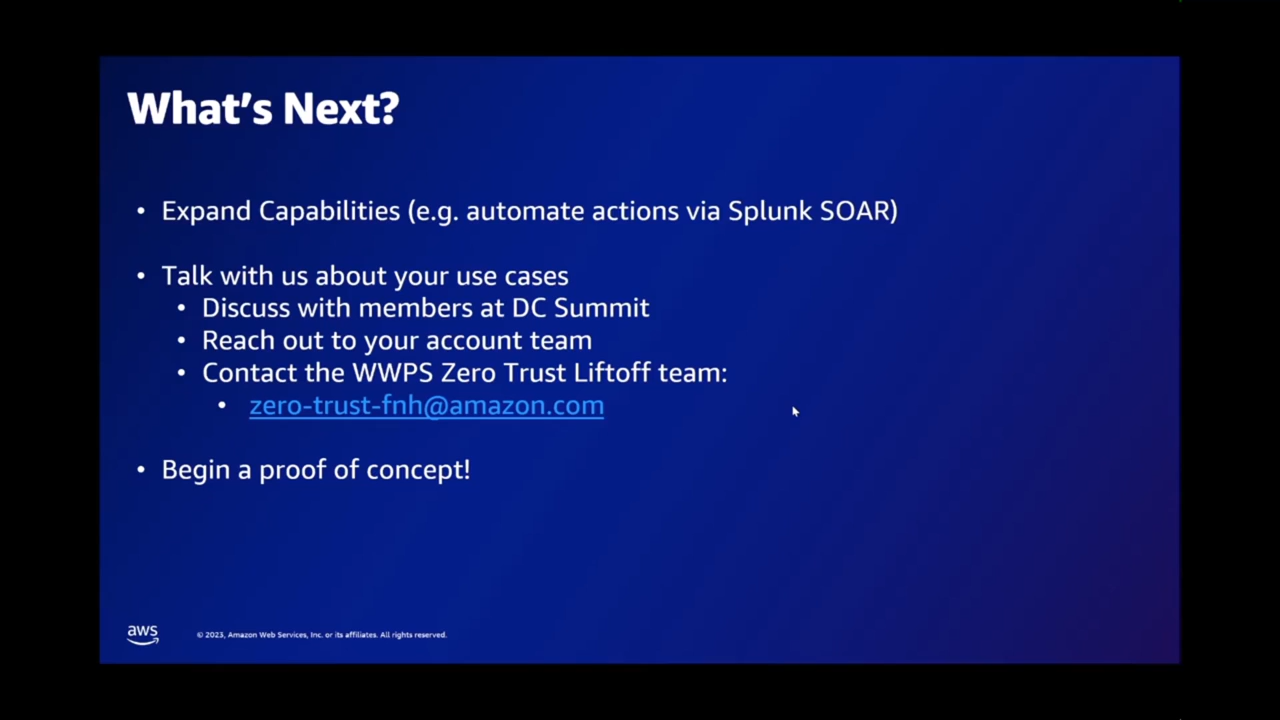 What's Next?
• Expand Capabilities (e.g. automate actions via Splunk SOAR)
• Talk with us about your use cases
• Discuss with members at DC Summit
• Reach out to your account team
• Contact the WWPS Zero Trust Liftoff team:
• zero-trust-fnh@amazon.com
• Begin a proof of concept!
aws
© 2023, Amazon Web Services, Inc. or its affiliates. All rights reserved.